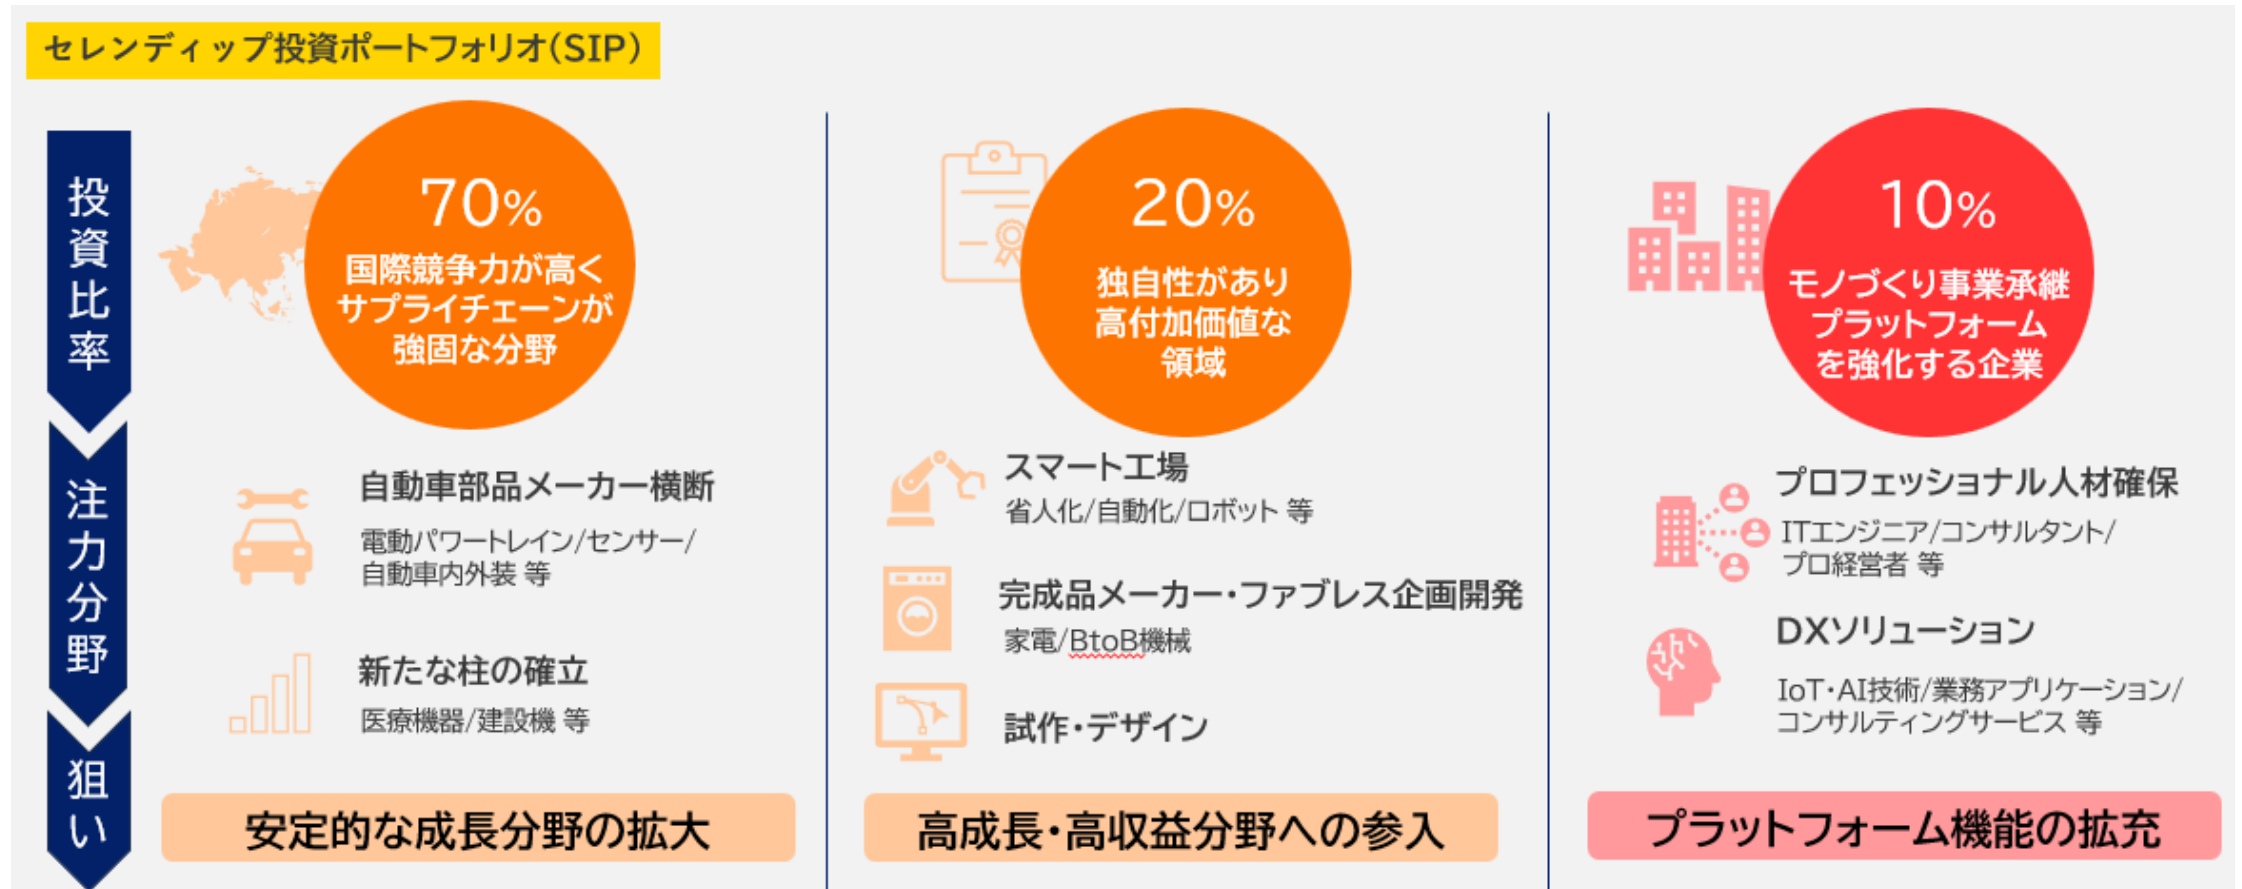 セレンディップ投資ポートフォリオ(SIP)
投資比率
70%
国際競争力が高く
サプライチェーンが
強固な分野
20%
独自性があり
高付加価値な
領域
10%
モノづくり事業承継
プラットフォーム
を強化する企業
注力分野
自動車部品メーカー横断
電動パワートレイン/センサー/
自動車内外装 等
新たな柱の確立
医療機器/建設機 等
スマート工場
省人化/自動化/ロボット 等
完成品メーカー・ファブレス企画開発
家電/BtoB機械
試作・デザイン
プロフェッショナル人材確保
ITエンジニア/コンサルタント/
プロ経営者 等
DXソリューション
IoT・AI技術/業務アプリケーション/
コンサルティングサービス 等
狙い
安定的な成長分野の拡大
高成長・高収益分野への参入
プラットフォーム機能の拡充